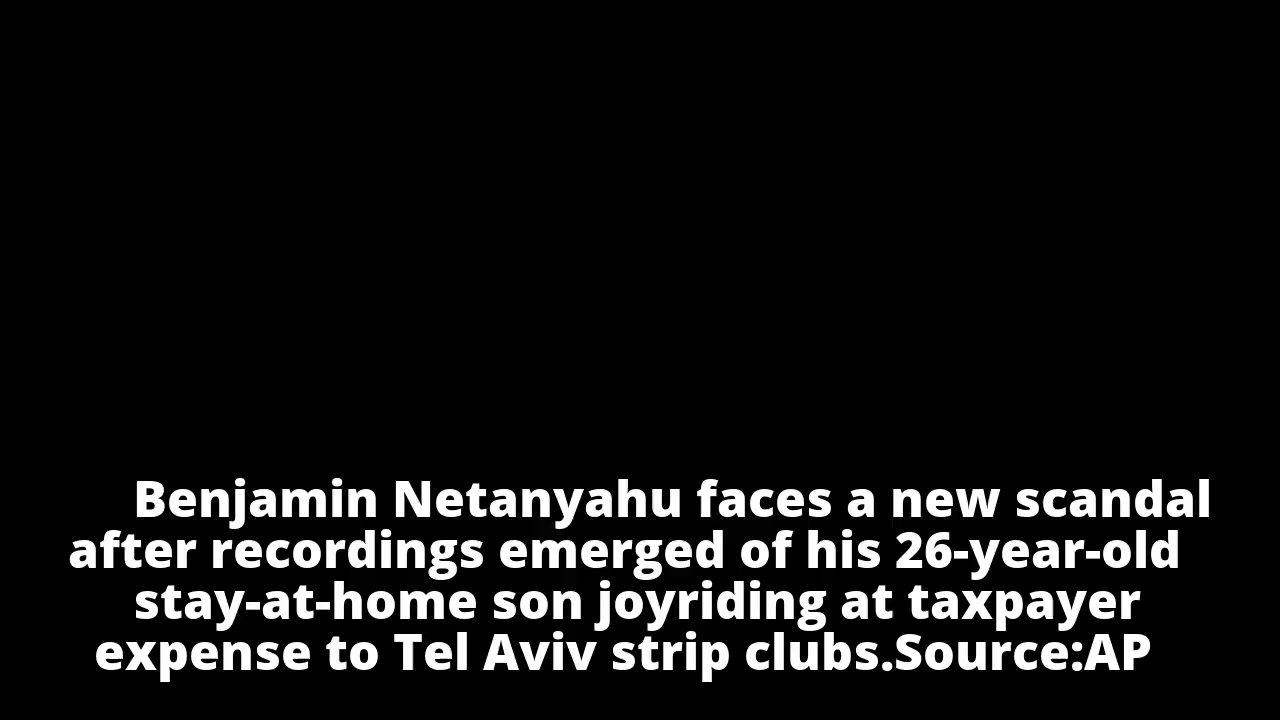 Benjamin Netanyahu faces a new scandal
after recordings emerged of his 26-year-old
stay-at-home son joyriding at taxpayer
expense to Tel Aviv strip clubs.Source:AP